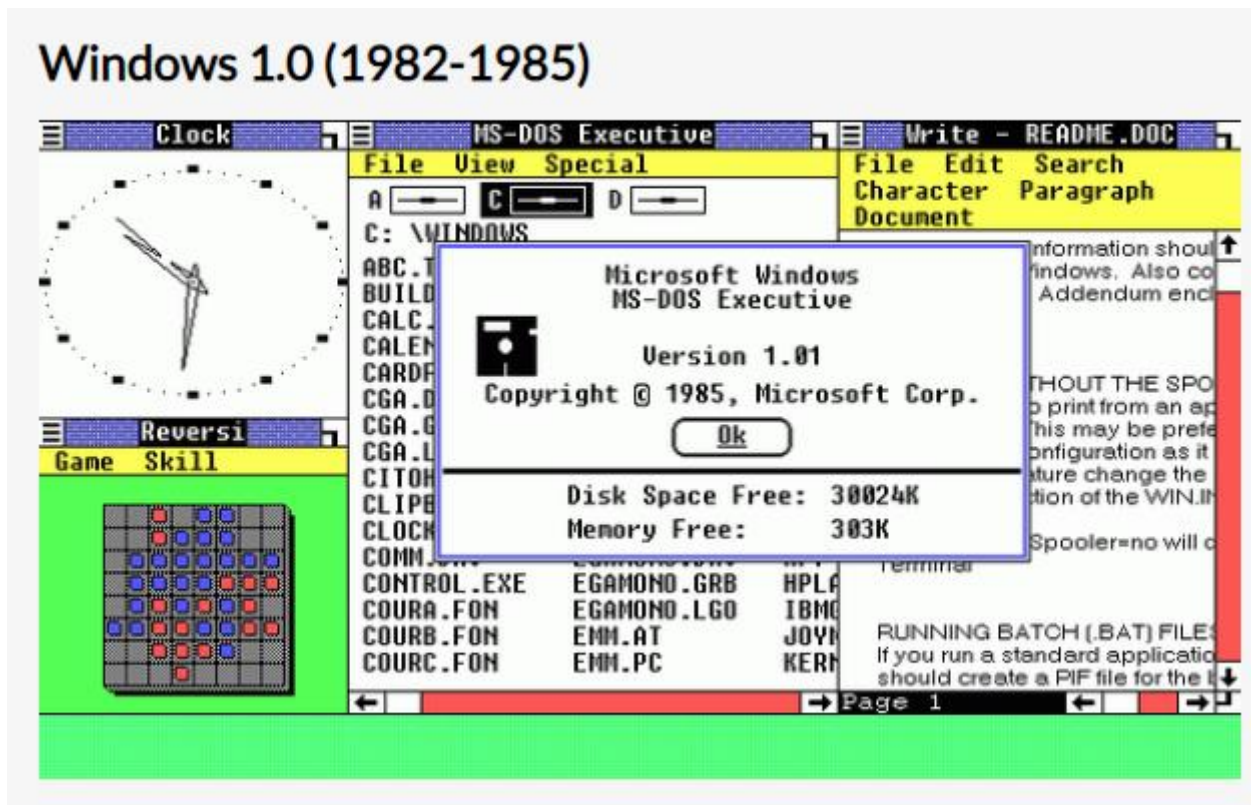 Windows 1.0 (1982-1985)
Clock
MS-DOS Executive
File View Special
A C D
C: \WINDOWS
ABC.T
BUILD
CALC.
CALEN
CARDF
CGA.D
CGA.G
CGA.L
CITOH
CLIPB
CLOCK
COMM.
CONTROL.EXE EGAMONO.GRB HPLA
COURA.FON EGAMONO.LGO IBMG
COURB.FON EMM.AT JOYM
COURC.FON EMM.PC KERN
Microsoft Windows
MS-DOS Executive
Version 1.01
Copyright © 1985, Microsoft Corp.
Ok
Disk Space Free: 30024K
Memory Free: 303K
Write - README.DOC
File Edit Search
Character Paragraph
Document
nformation shoul
indows. Also co
Addendum encl
THOUT THE SPO
o print from an ap
his may be prefe
onfiguration as it
ature change the
tion of the WIN.IN
Spooler=no will d
Terminal
RUNNING BATCH (.BAT) FILES
If you run a standard applicatio
should create a PIF file for the b
Page 1
Reversi
Game Skill